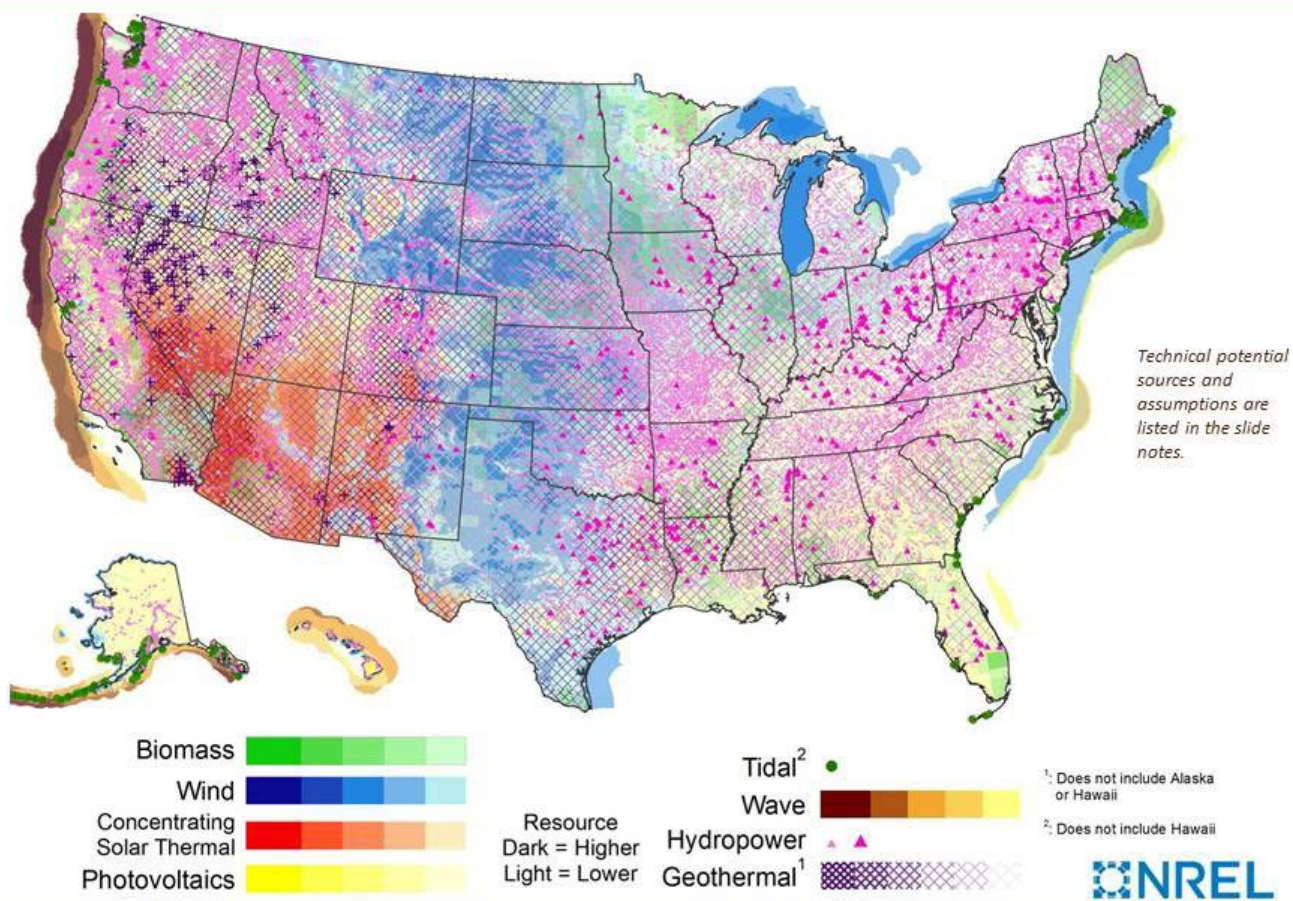 Technical potential
sources and
assumptions are
listed in the slide
notes.
Biomass
Wind
Concentrating
Solar Thermal
Photovoltaics
Resource
Dark = Higher
Light = Lower
Tidal²
Wave
Hydropower
Geothermal¹
¹: Does not include Alaska
or Hawaii
²: Does not include Hawaii
NREL